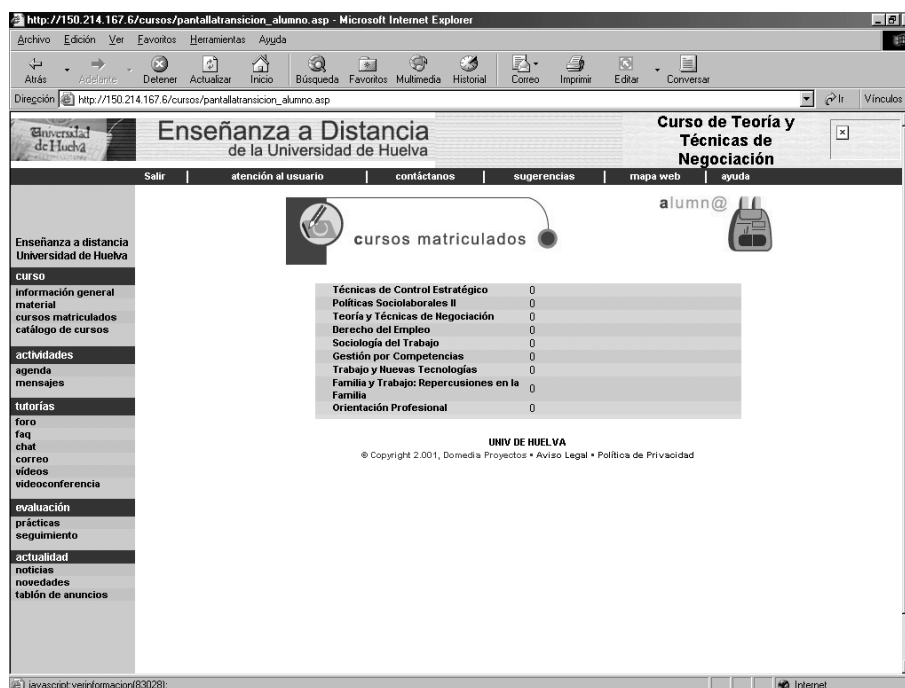 http://150.214.167.6/cursos/pantallatransicion_alumno.asp - Microsoft Internet Explorer
Archivo Edición Ver Favoritos Herramientas Ayuda
Atrás Adelante Detener Actualizar Inicio Búsqueda Favoritos Multimedia Historial Correo Imprimir Editar Conversar
Dirección http://150.214.167.6/cursos/pantallatransicion_alumno.asp Ir Vínculos
Universidad
de Huelva
Enseñanza a Distancia
de la Universidad de Huelva
Curso de Teoría y
Técnicas de
Negociación
Salir | atención al usuario | contáctanos | sugerencias | mapa web | ayuda
Enseñanza a distancia
Universidad de Huelva
curso
información general
material
cursos matriculados
catálogo de cursos
actividades
agenda
mensajes
tutorías
foro
faq
chat
correo
vídeos
videoconferencia
evaluación
prácticas
seguimiento
actualidad
noticias
novedades
tablón de anuncios
cursos matriculados
alumn@
Técnicas de Control Estratégico 0
Políticas Sociolaborales II 0
Teoría y Técnicas de Negociación 0
Derecho del Empleo 0
Sociología del Trabajo 0
Gestión por Competencias 0
Trabajo y Nuevas Tecnologías 0
Familia y Trabajo: Repercusiones en la
Familia 0
Orientación Profesional 0
UNIV DE HUELVA
© Copyright 2.001, Domedia Proyectos • Aviso Legal • Política de Privacidad
javascript:verinformacion(83028); Internet